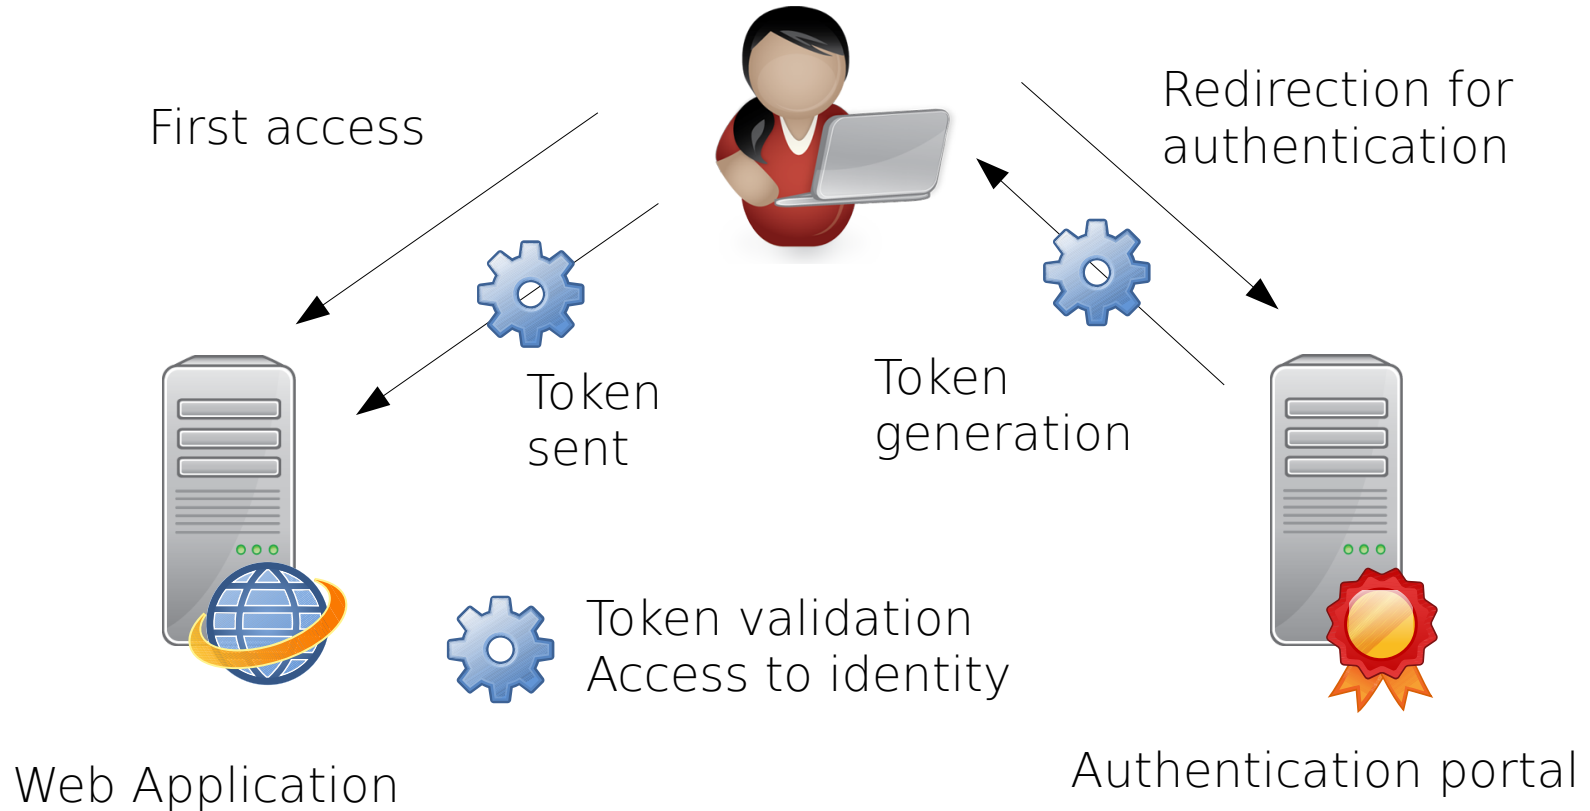 First access
Redirection for
authentication
Token
sent
Token
generation
Token validation
Access to identity
Web Application
Authentication portal